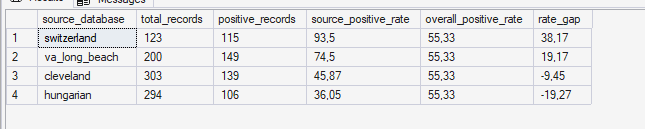 Messages
source_database total_records positive_records source_positive_rate overall_positive_rate rate_gap
1 switzerland 123 115 93,5 55,33 38,17
2 va_long_beach 200 149 74,5 55,33 19,17
3 cleveland 303 139 45,87 55,33 -9,45
4 hungarian 294 106 36,05 55,33 -19,27